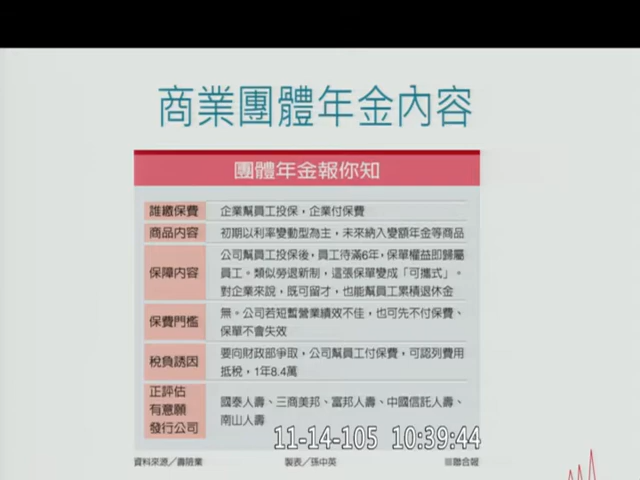 商業團體年金內容
團體年金報你知
誰繳保費 企業幫員工投保，企業付保費
商品內容 初期以利率變動型為主，未來納入變額年金等商品
保障內容 公司幫員工投保後，員工待滿6年，保單權益即歸屬
員工。類似勞退新制，這張保單變成「可攜式」。
對企業來說，既可留才，也能幫員工累積退休金
保費門檻 無。公司若短暫營業績效不佳，也可先不付保費、
保單不會失效
稅負誘因 要向財政部爭取，公司幫員工付保費，可認列費用
抵稅，1年8.4萬
正評估
有意願
發行公司
國泰人壽、三商美邦、富邦人壽、中國信託人壽、
南山人壽
11-14-105 10:39:44
資料來源／壽險業 製表／孫中英 聯合報